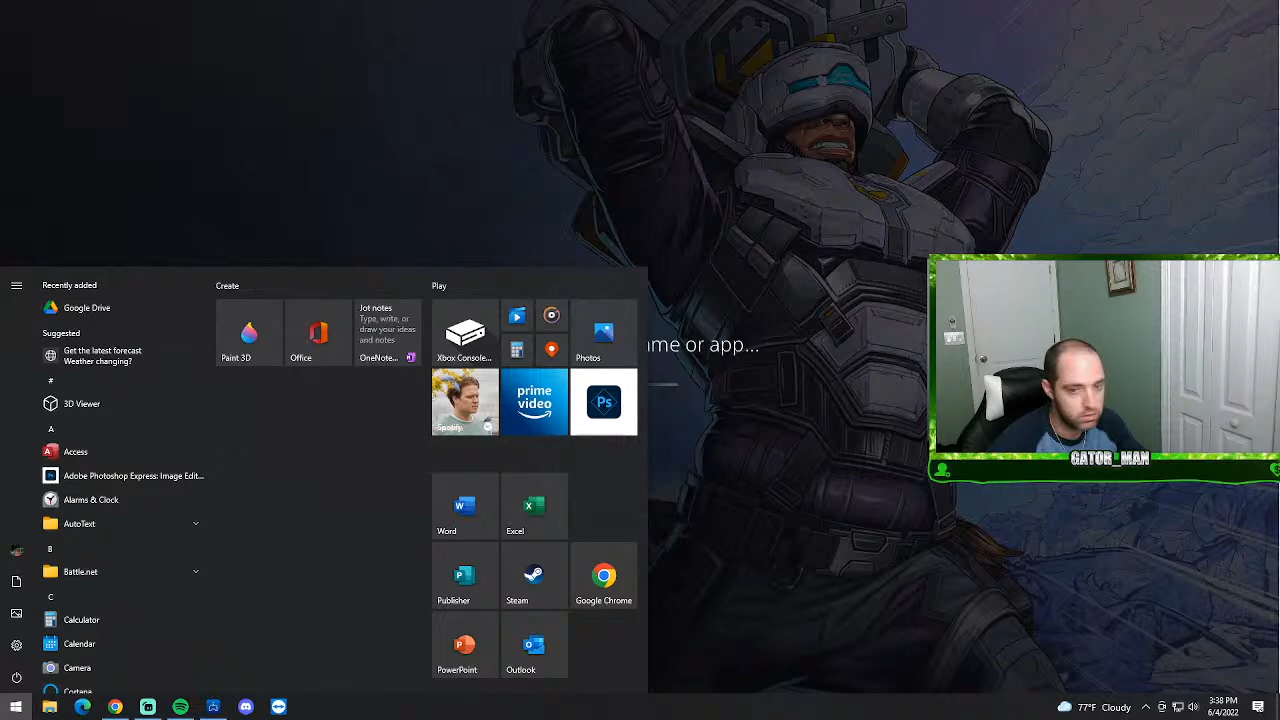 Recently added
Google Drive
Suggested
Get the latest forecast
Weather changing?
#
3D Viewer
A
Access
Adobe Photoshop Express: Image Edit...
Alarms & Clock
AutoText
B
Battle.net
C
Calculator
Calendar
Camera
Cortana
Create
Paint 3D
Office
Jot notes
Type, write, or
draw your ideas
and notes
OneNote...
Play
Xbox Console...
Photos
Spotify
prime
video
Ps
Word
Excel
Publisher
Steam
Google Chrome
PowerPoint
Outlook
ame or app...
GATOR_MAN
77°F Cloudy
3:38 PM
6/4/2022